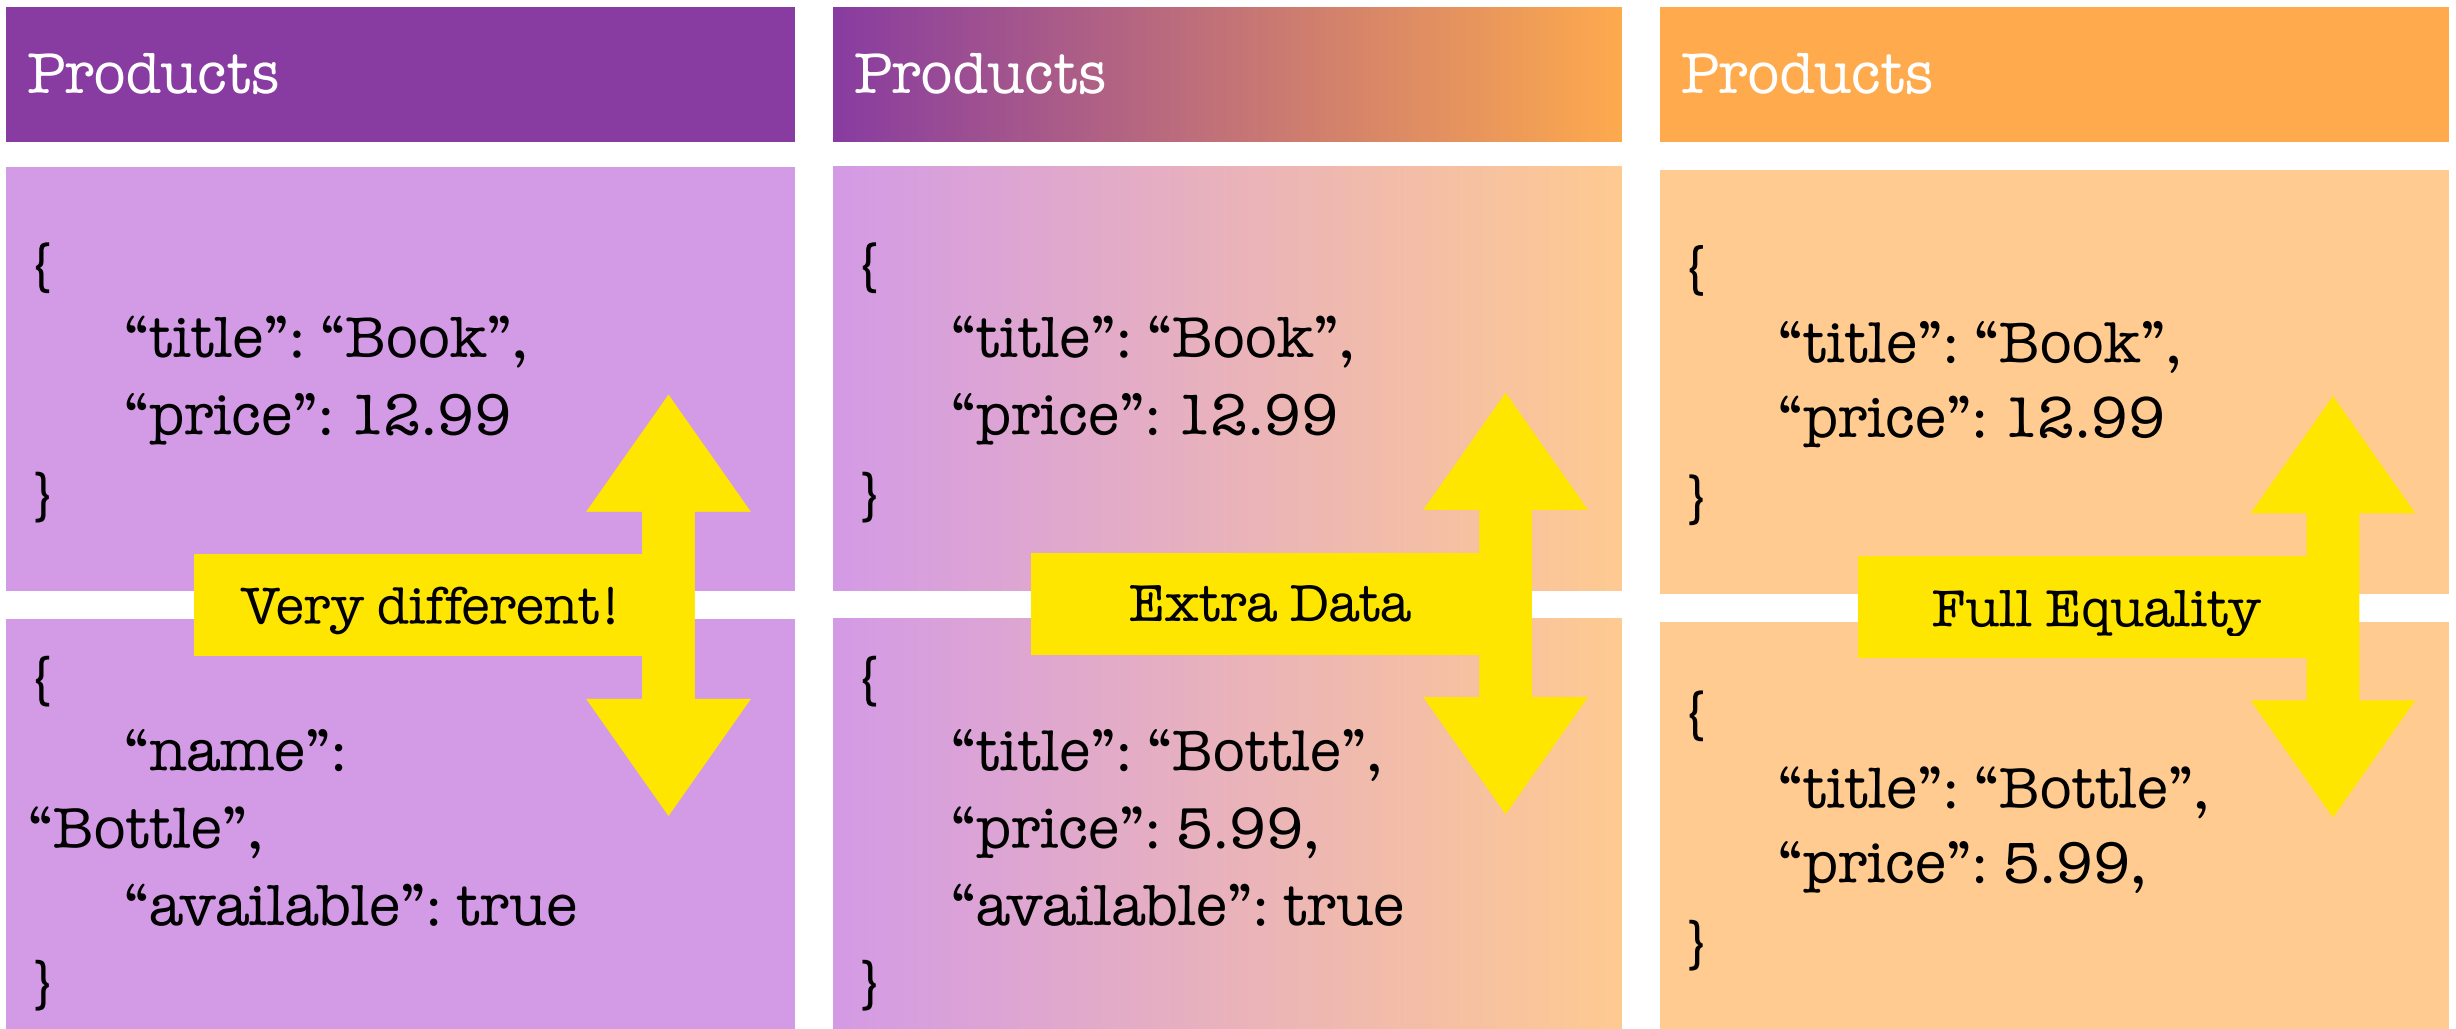 Products
{
“title”: “Book”,
“price”: 12.99
}
Very different!
{
“name”:
“Bottle”,
“available”: true
}
Products
{
“title”: “Book”,
“price”: 12.99
}
Extra Data
{
“title”: “Bottle”,
“price”: 5.99,
“available”: true
}
Products
{
“title”: “Book”,
“price”: 12.99
}
Full Equality
{
“title”: “Bottle”,
“price”: 5.99,
}